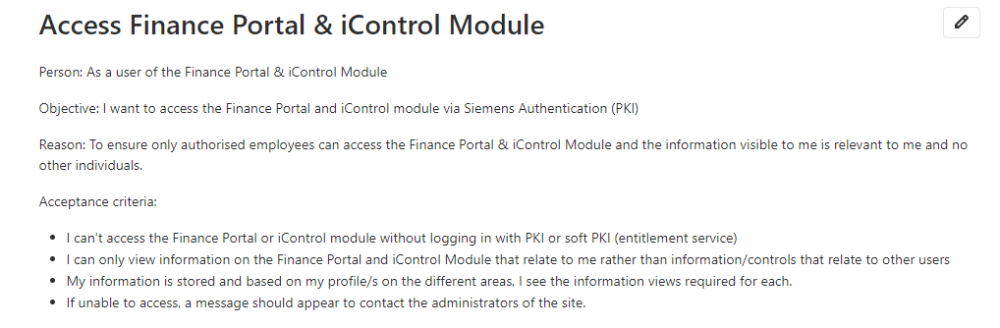 Access Finance Portal & iControl Module
Person: As a user of the Finance Portal & iControl Module
Objective: I want to access the Finance Portal and iControl module via Siemens Authentication (PKI)
Reason: To ensure only authorised employees can access the Finance Portal & iControl Module and the information visible to me is relevant to me and no
other individuals.
Acceptance criteria:
• I can't access the Finance Portal or iControl module without logging in with PKI or soft PKI (entitlement service)
• I can only view information on the Finance Portal and iControl Module that relate to me rather than information/controls that relate to other users
• My information is stored and based on my profile/s on the different areas, I see the information views required for each.
• If unable to access, a message should appear to contact the administrators of the site.